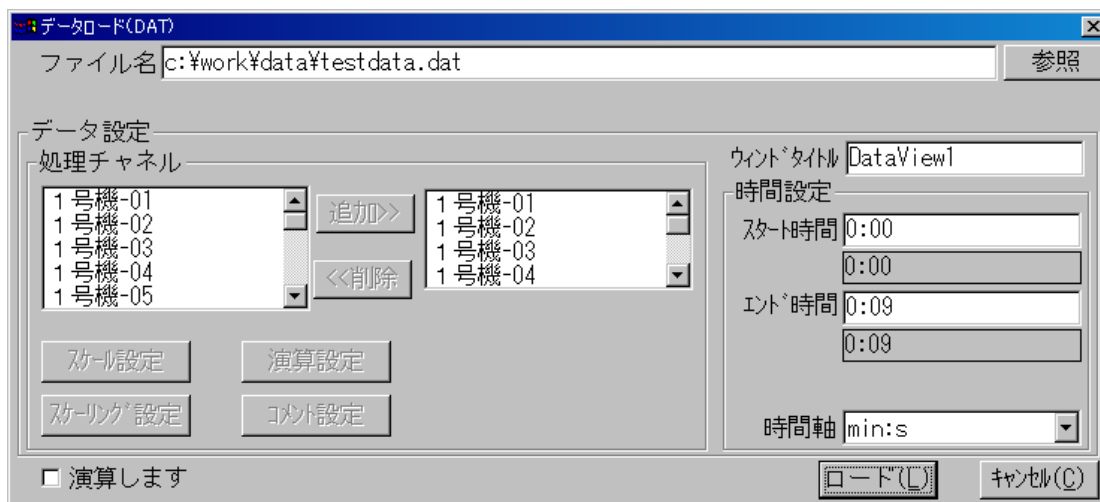 データロード(DAT)
ファイル名 c:¥work¥data¥testdata.dat 参照
データ設定
処理チャネル
1号機-01
1号機-02
1号機-03
1号機-04
1号機-05
追加>>
<<削除
1号機-01
1号機-02
1号機-03
1号機-04
スケール設定 演算設定
スケーリング設定 コメント設定
ウィンドタイトル DataView1
時間設定
スタート時間 0:00
0:00
エンド時間 0:09
0:09
時間軸 min:s
演算します
ロード(L) キャンセル(C)